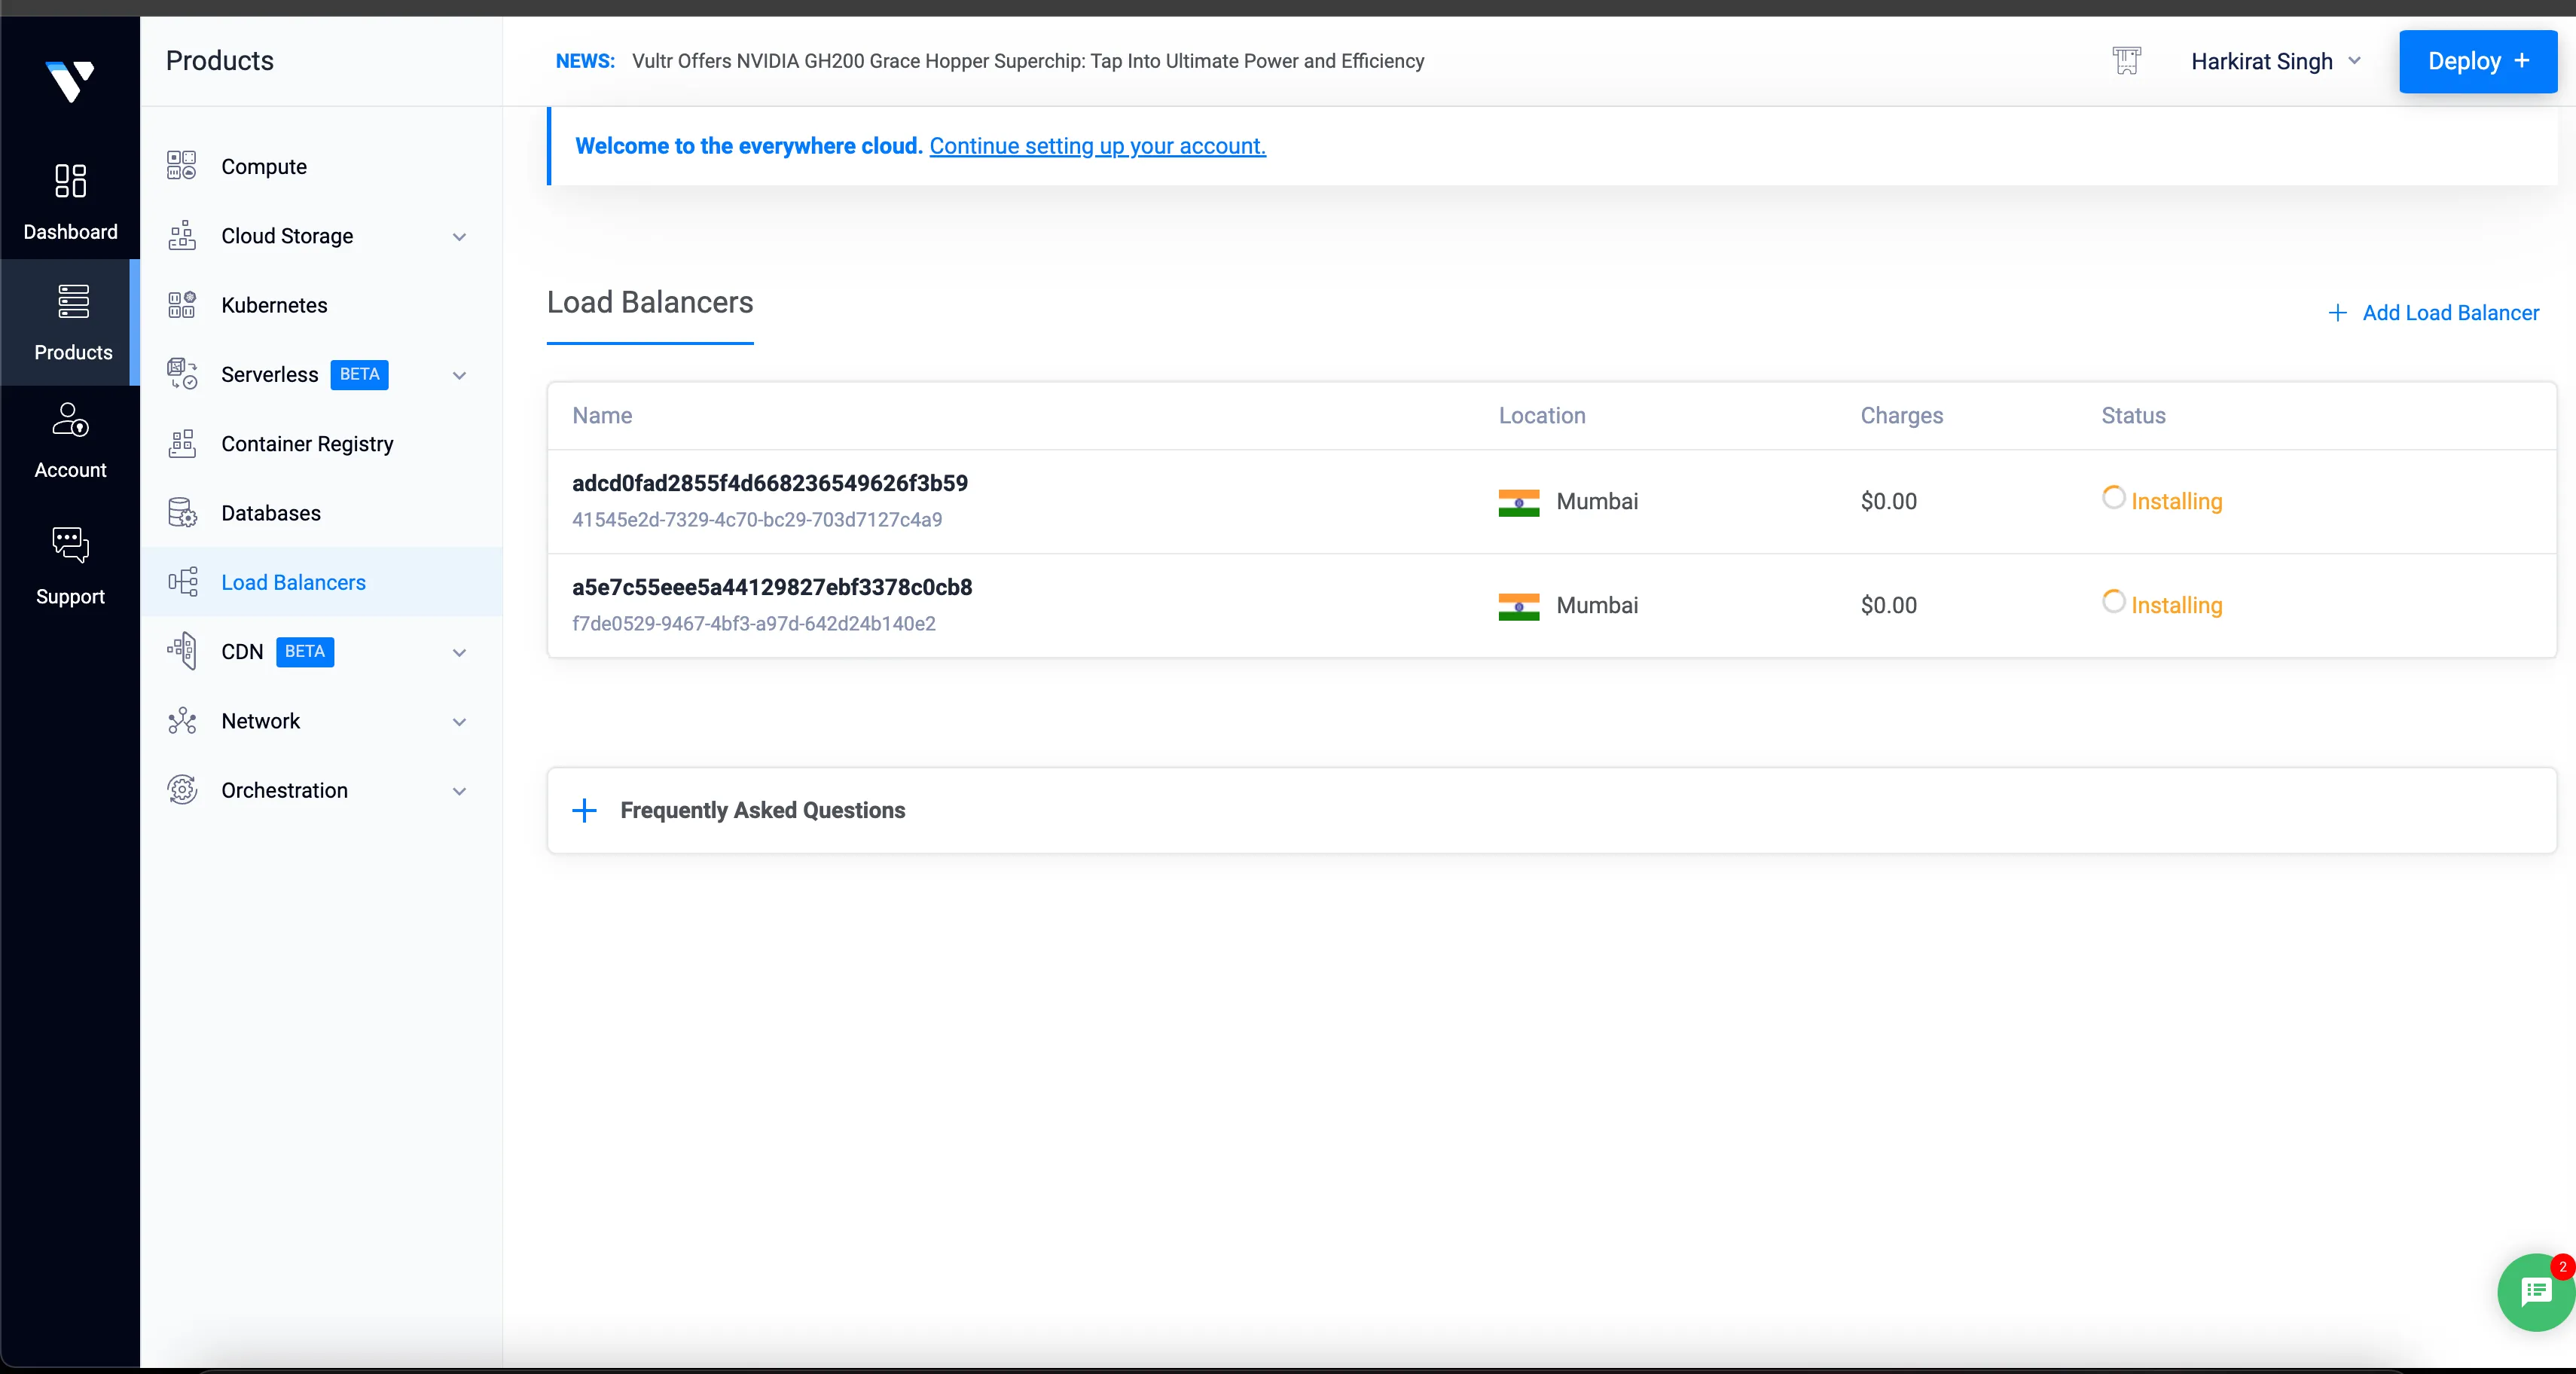 Products
NEWS: Vultr Offers NVIDIA GH200 Grace Hopper Superchip: Tap Into Ultimate Power and Efficiency
Harkirat Singh
Deploy +
Dashboard
Products
Account
Support
Compute
Cloud Storage
Kubernetes
Serverless BETA
Container Registry
Databases
Load Balancers
CDN BETA
Network
Orchestration
Welcome to the everywhere cloud. Continue setting up your account.
Load Balancers
+ Add Load Balancer
Name Location Charges Status
adcd0fad2855f4d668236549626f3b59
41545e2d-7329-4c70-bc29-703d7127c4a9
Mumbai $0.00 Installing
a5e7c55eee5a44129827ebf3378c0cb8
f7de0529-9467-4bf3-a97d-642d24b140e2
Mumbai $0.00 Installing
+ Frequently Asked Questions
2